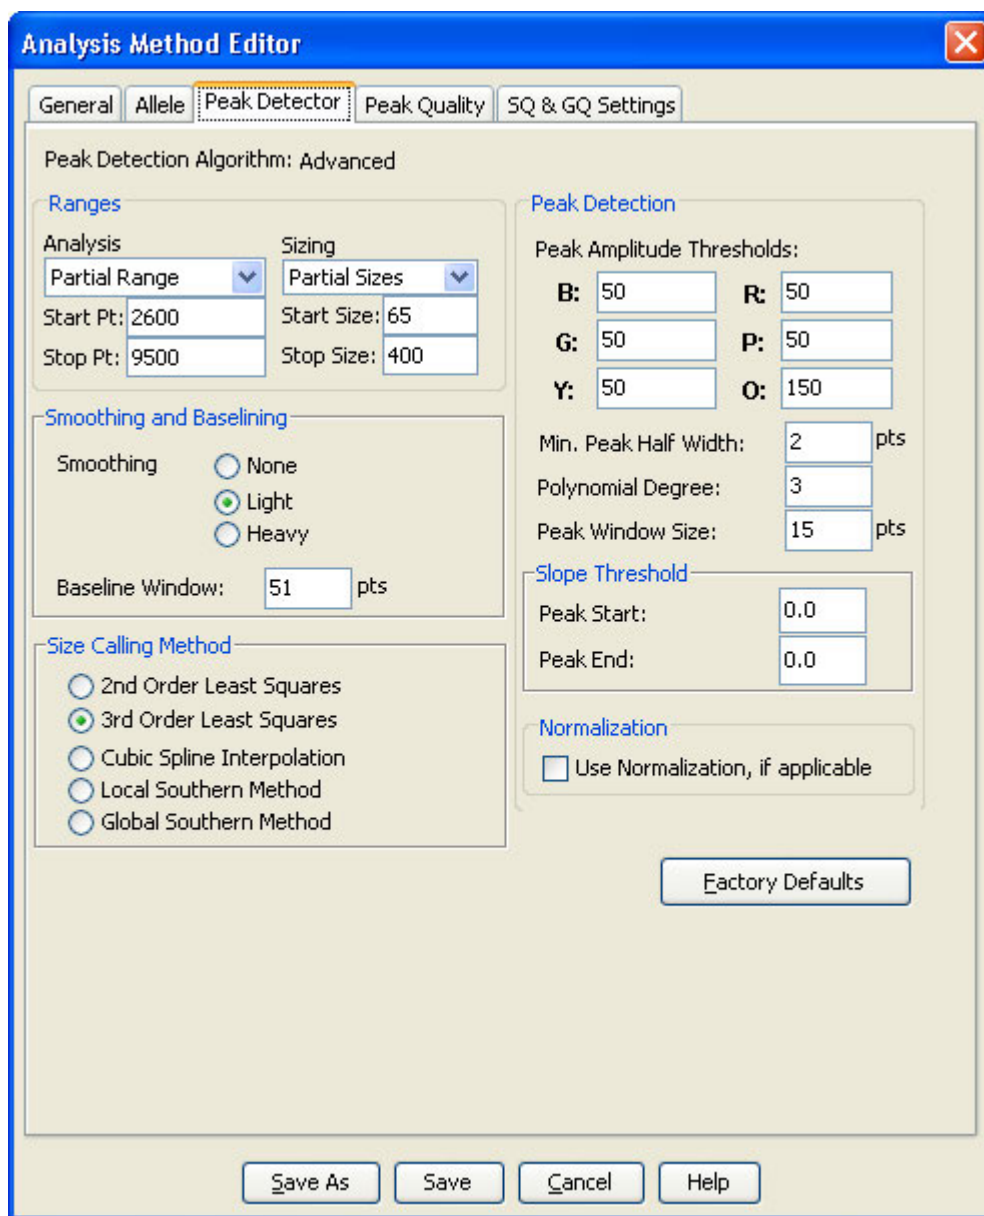 Analysis Method Editor
General Allele Peak Detector Peak Quality SQ & GQ Settings
Peak Detection Algorithm: Advanced
Ranges
Analysis Sizing
Partial Range Partial Sizes
Start Pt: 2600 Start Size: 65
Stop Pt: 9500 Stop Size: 400
Smoothing and Baselining
Smoothing None
Light
Heavy
Baseline Window: 51 pts
Size Calling Method
2nd Order Least Squares
3rd Order Least Squares
Cubic Spline Interpolation
Local Southern Method
Global Southern Method
Peak Detection
Peak Amplitude Thresholds:
B: 50 R: 50
G: 50 P: 50
Y: 50 O: 150
Min. Peak Half Width: 2 pts
Polynomial Degree: 3
Peak Window Size: 15 pts
Slope Threshold
Peak Start: 0.0
Peak End: 0.0
Normalization
Use Normalization, if applicable
Factory Defaults
Save As Save Cancel Help